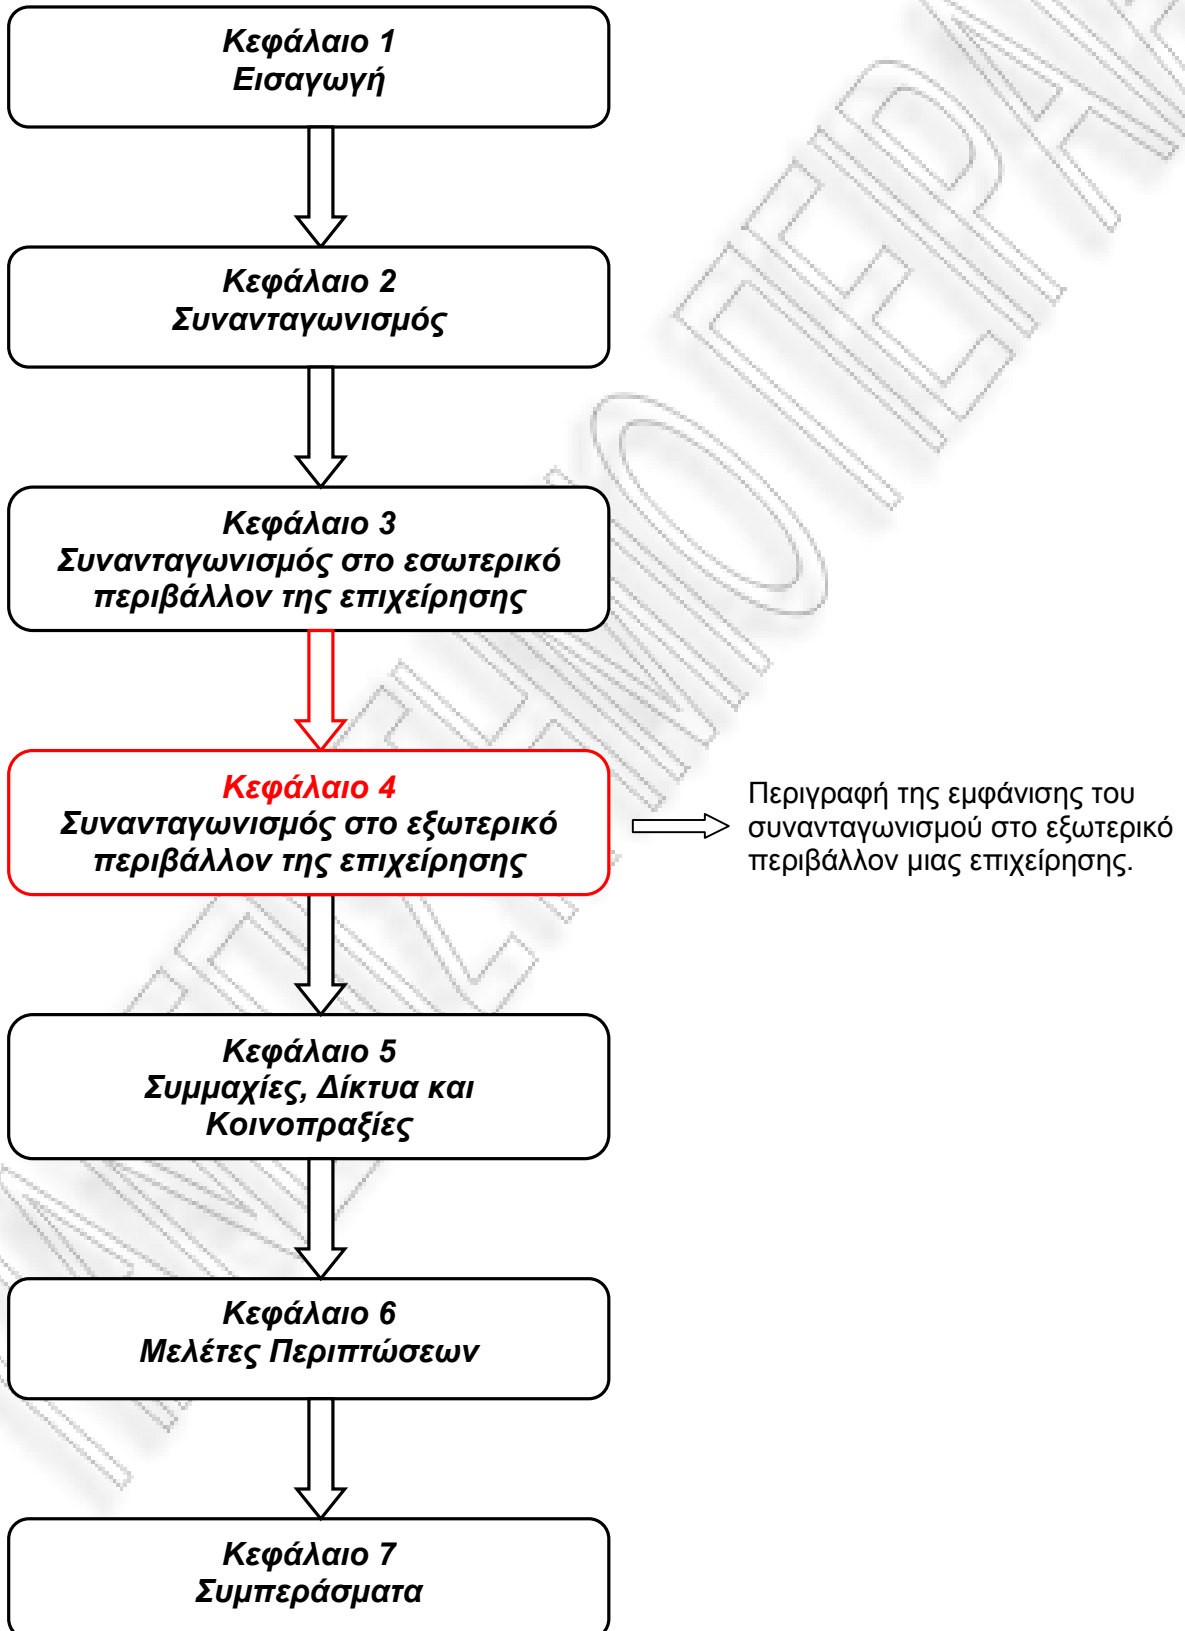 Κεφάλαιο 1
Εισαγωγή
Κεφάλαιο 2
Συνανταγωνισμός
Κεφάλαιο 3
Συνανταγωνισμός στο εσωτερικό
περιβάλλον της επιχείρησης
Κεφάλαιο 4
Συνανταγωνισμός στο εξωτερικό
περιβάλλον της επιχείρησης
Περιγραφή της εμφάνισης του
συνανταγωνισμού στο εξωτερικό
περιβάλλον μιας επιχείρησης.
Κεφάλαιο 5
Συμμαχίες, Δίκτυα και
Κοινοπραξίες
Κεφάλαιο 6
Μελέτες Περιπτώσεων
Κεφάλαιο 7
Συμπεράσματα